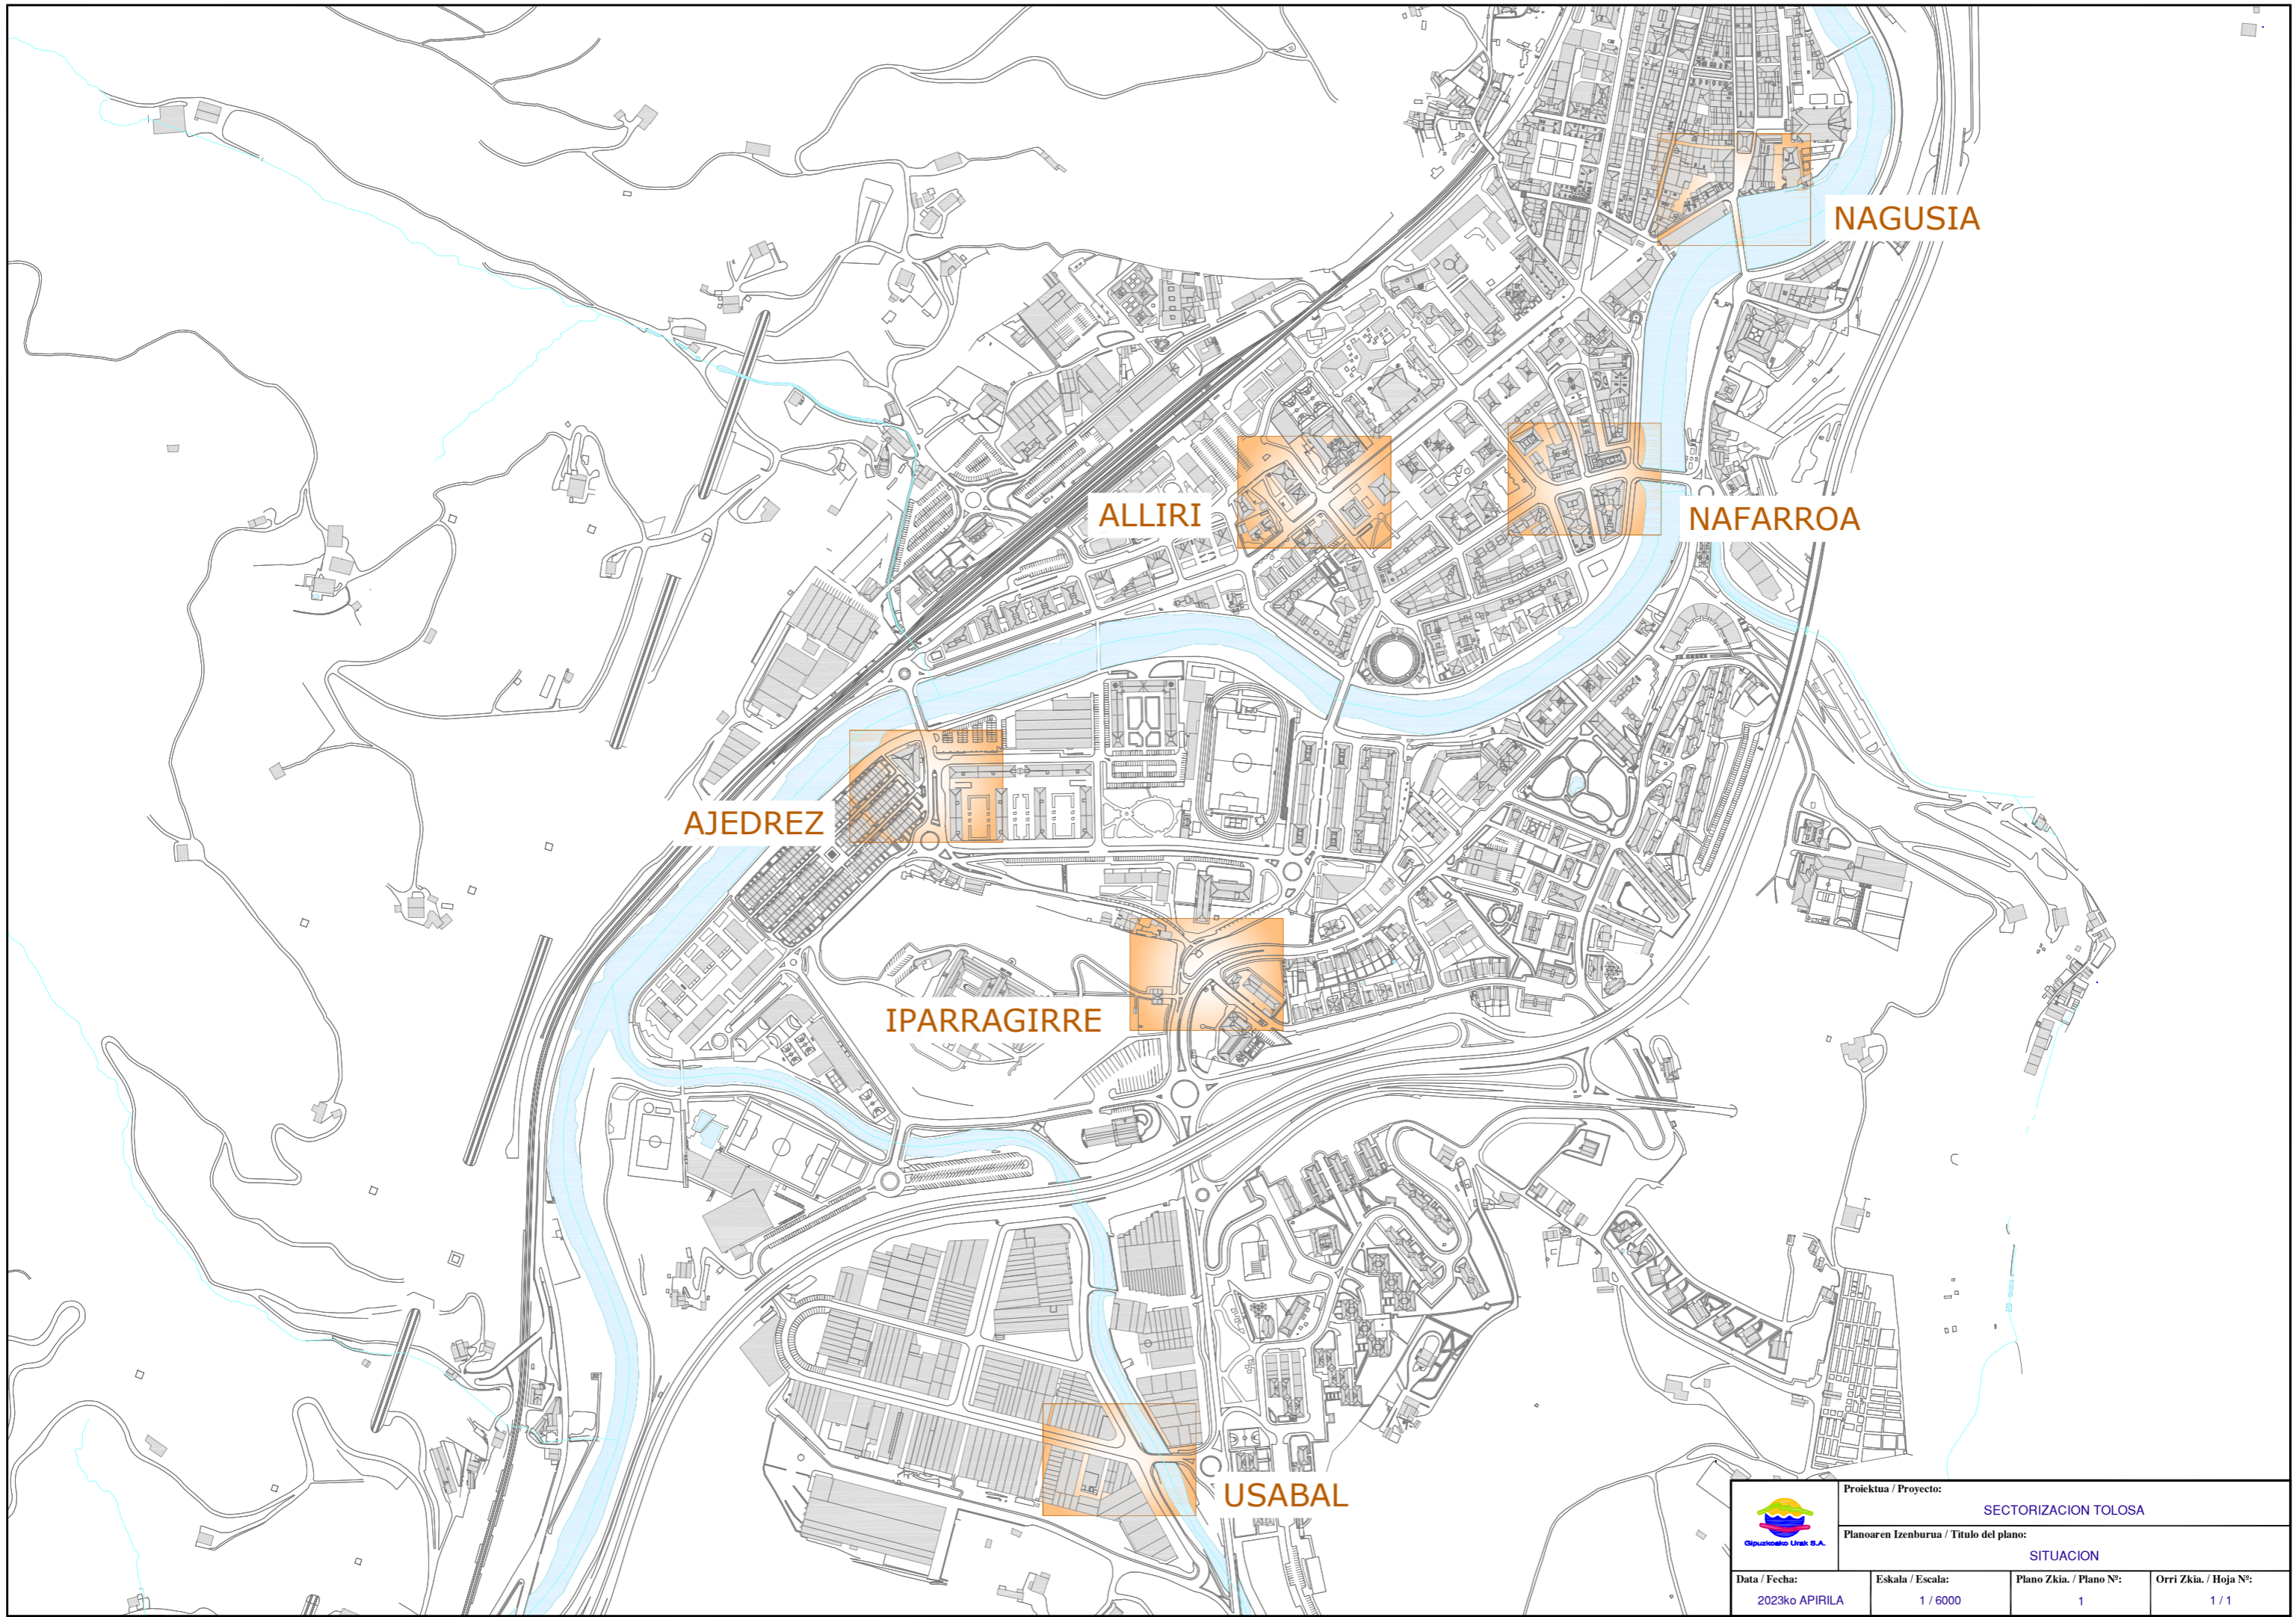 NAGUSIA
ALLIRI
NAFARROA
AJEDREZ
IPARRAGIRRE
USABAL
Gipuzkoako Urak S.A.
Proiektua / Proyecto:
SECTORIZACION TOLOSA
Planoaren Izenburua / Titulo del plano:
SITUACION
Data / Fecha:
2023ko APIRILA
Eskala / Escala:
1 / 6000
Plano Zkia. / Plano Nº:
1
Orri Zkia. / Hoja Nº:
1 / 1